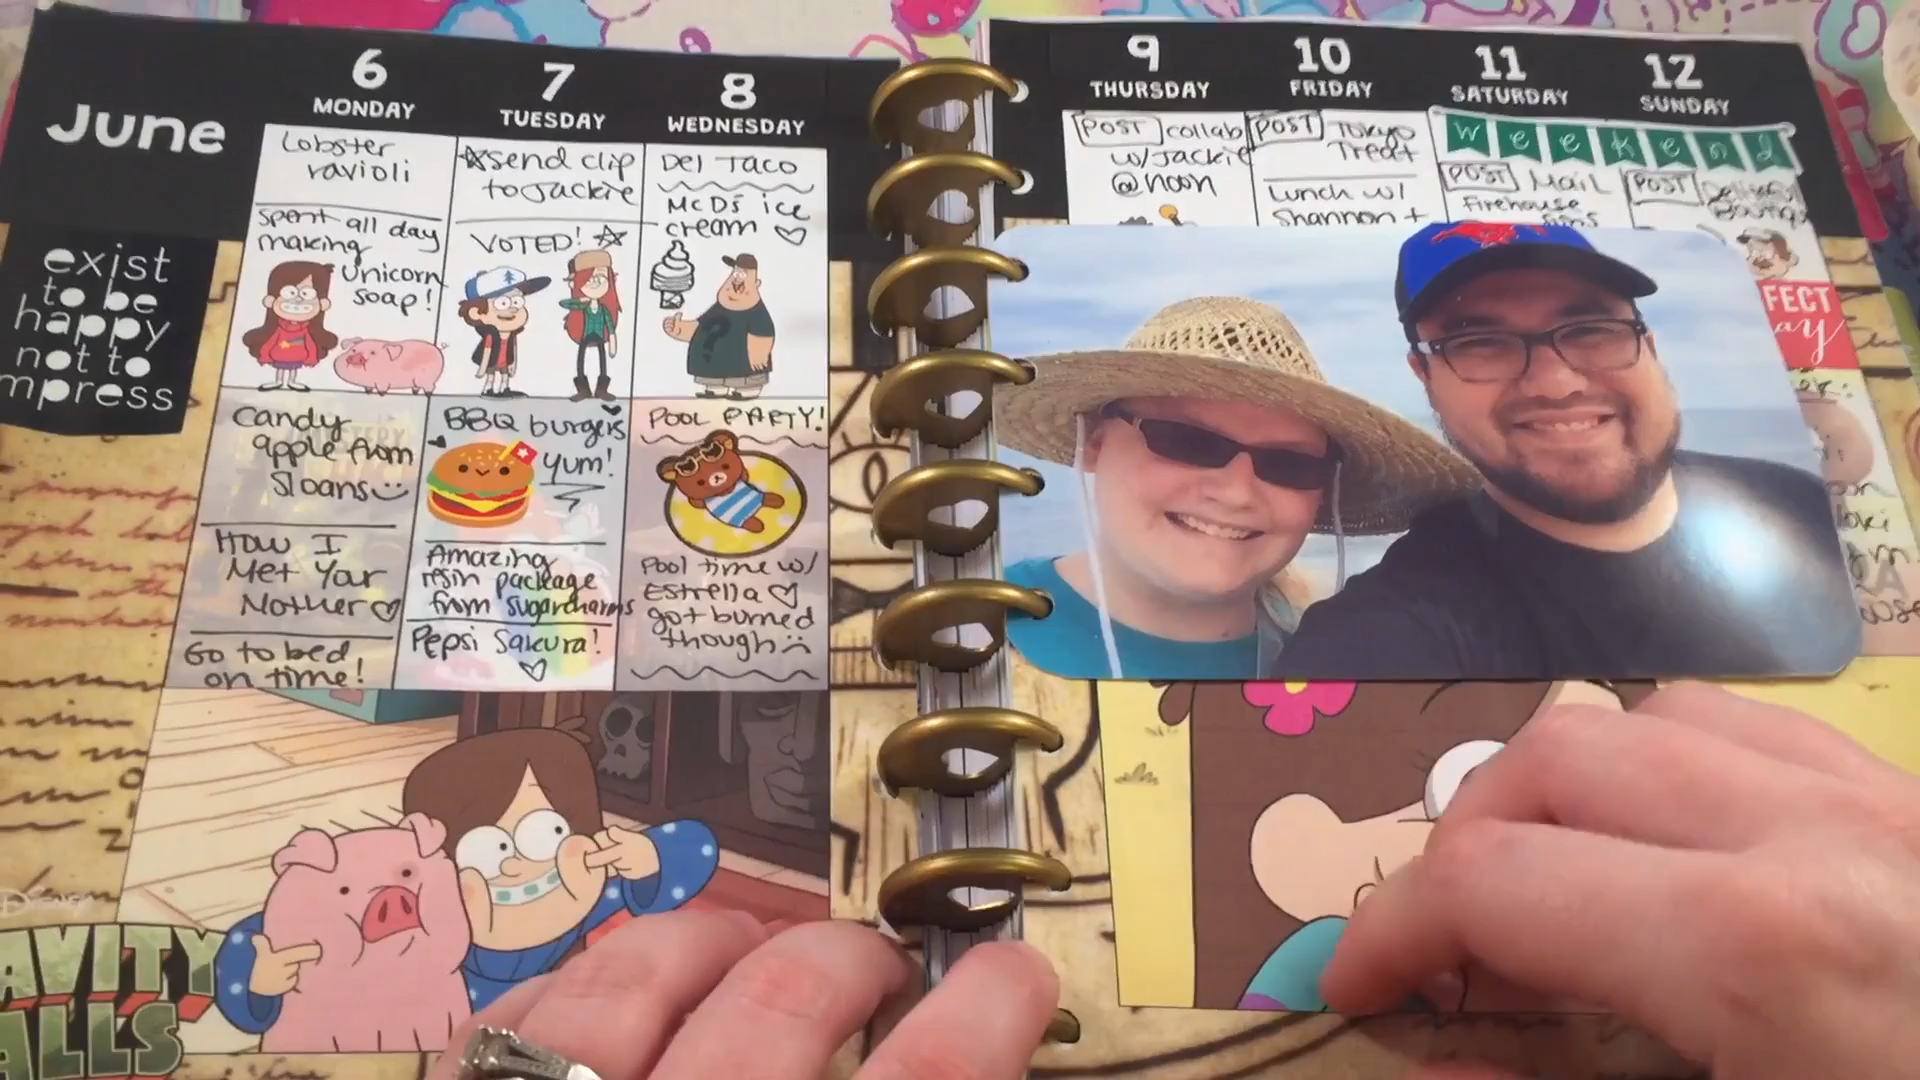 June
6
MONDAY
7
TUESDAY
8
WEDNESDAY
9
THURSDAY
10
FRIDAY
11
SATURDAY
12
SUNDAY
exist
to be
happy
not to
mpress
Lobster
ravioli
Spent all day
making
Unicorn
soap!
Candy
apple from
Sloans
How I
Met Your
Mother
Go to bed
on time!
send clip
to Jackie
VOTED!
BBQ burgers
yum!
Amazing
resin package
from sugarcharms
Pepsi Sakura!
Del Taco
McD's ice
cream
POOL PARTY!
Pool time w/
Estrella
got burned
though
POST collab
w/Jackie
@noon
POST Tokyo
Treat
Lunch w/
Shannon +
weekend
POST Mail
Firehouse
POST
FECT
ay
DISNEY
AVITY
ALLS